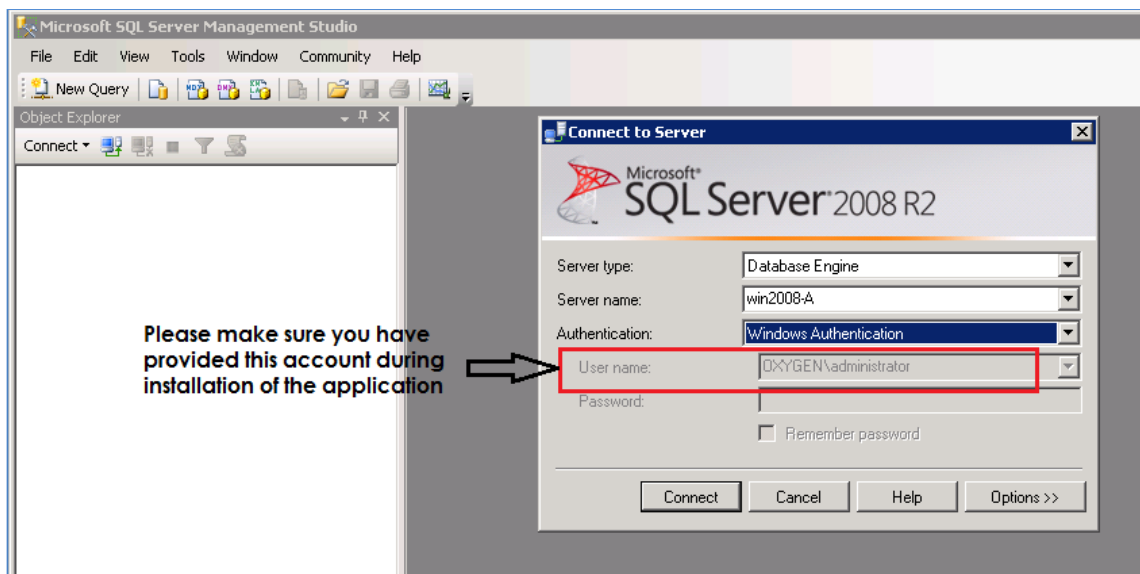 Microsoft SQL Server Management Studio
File Edit View Tools Window Community Help
New Query
Object Explorer
Connect
Connect to Server
Microsoft®
SQL Server® 2008 R2
Server type: Database Engine
Server name: win2008-A
Authentication: Windows Authentication
User name: OXYGEN\administrator
Password:
Remember password
Connect Cancel Help Options >>
Please make sure you have
provided this account during
installation of the application